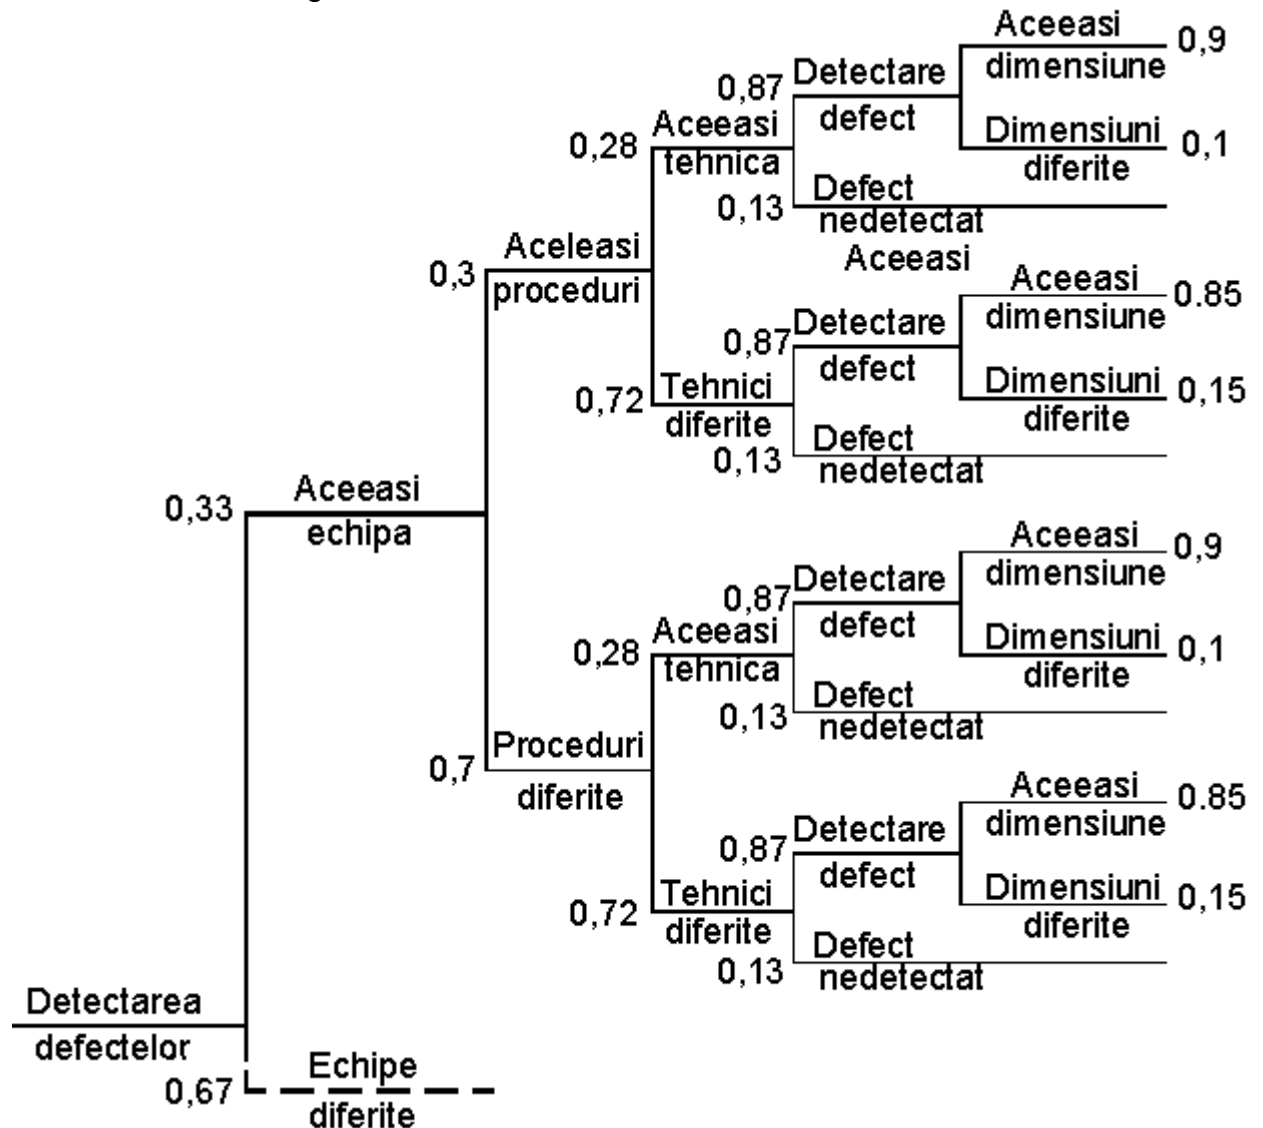 Aceeasi
0,9
dimensiune
Detectare
0,87
defect
Aceeasi
0,28
tehnica
Dimensiuni
0,1
diferite
Defect
0,13
nedetectat
Aceleasi
0,3
proceduri
Aceeasi
Aceeasi
0.85
dimensiune
Detectare
0,87
defect
Tehnici
0,72
diferite
Dimensiuni
0,15
diferite
Defect
0,13
nedetectat
Aceeasi
0,33
echipa
Aceeasi
0,9
dimensiune
Detectare
0,87
defect
Aceeasi
0,28
tehnica
Dimensiuni
0,1
diferite
Defect
0,13
nedetectat
Proceduri
0,7
diferite
Aceeasi
0.85
dimensiune
Detectare
0,87
defect
Tehnici
0,72
diferite
Dimensiuni
0,15
diferite
Defect
0,13
nedetectat
Detectarea
defectelor
Echipe
0,67
diferite